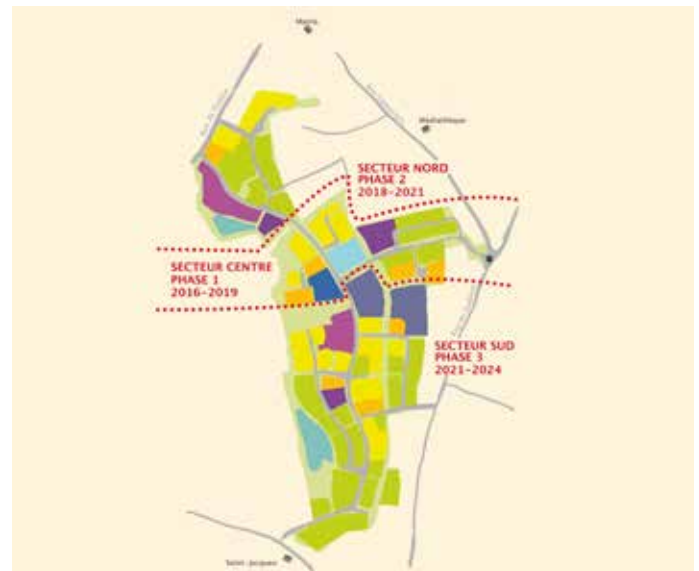 Mairie
Médiathèque
SECTEUR NORD
PHASE 2
2018-2021
SECTEUR CENTRE
PHASE 1
2016-2019
SECTEUR SUD
PHASE 3
2021-2024
Saint-Jacques